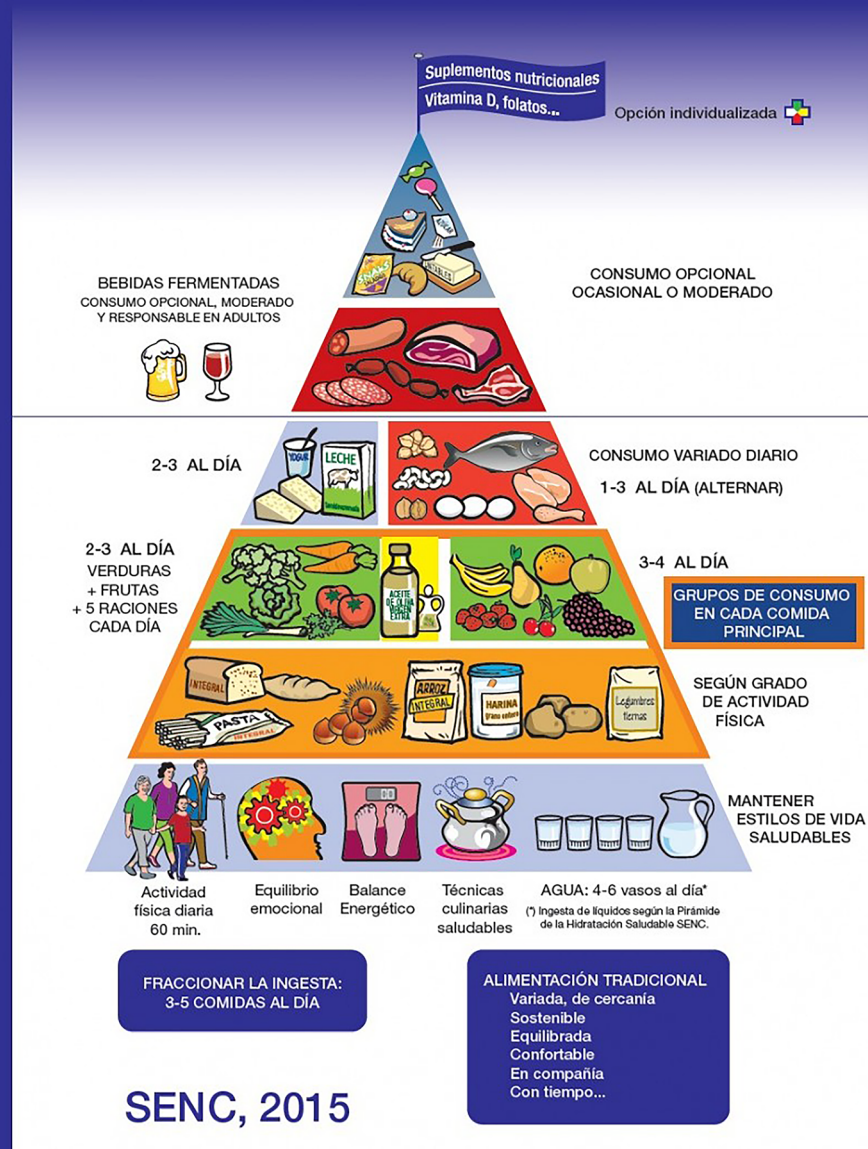 Suplementos nutricionales
Vitamina D, folatos...
Opción individualizada
AZÚCAR
SNAKS
UNTABLES
BEBIDAS FERMENTADAS
CONSUMO OPCIONAL, MODERADO
Y RESPONSABLE EN ADULTOS
CONSUMO OPCIONAL
OCASIONAL O MODERADO
2-3 AL DÍA
YOGUR
LECHE
Semidesnatada
CONSUMO VARIADO DIARIO
1-3 AL DÍA (ALTERNAR)
2-3 AL DÍA
VERDURAS
+ FRUTAS
+ 5 RACIONES
CADA DÍA
ACEITE
DE OLIVA
VIRGEN
EXTRA
3-4 AL DÍA
GRUPOS DE CONSUMO
EN CADA COMIDA
PRINCIPAL
INTEGRAL
PASTA
INTEGRAL
ARROZ
INTEGRAL
HARINA
grano entero
Legumbres
tiernas
SEGÚN GRADO
DE ACTIVIDAD
FÍSICA
MANTENER
ESTILOS DE VIDA
SALUDABLES
Actividad
física diaria
60 min.
Equilibrio
emocional
Balance
Energético
Técnicas
culinarias
saludables
AGUA: 4-6 vasos al día*
(*) Ingesta de líquidos según la Pirámide
de la Hidratación Saludable SENC.
FRACCIONAR LA INGESTA:
3-5 COMIDAS AL DÍA
ALIMENTACIÓN TRADICIONAL
Variada, de cercanía
Sostenible
Equilibrada
Confortable
En compañía
Con tiempo...
SENC, 2015